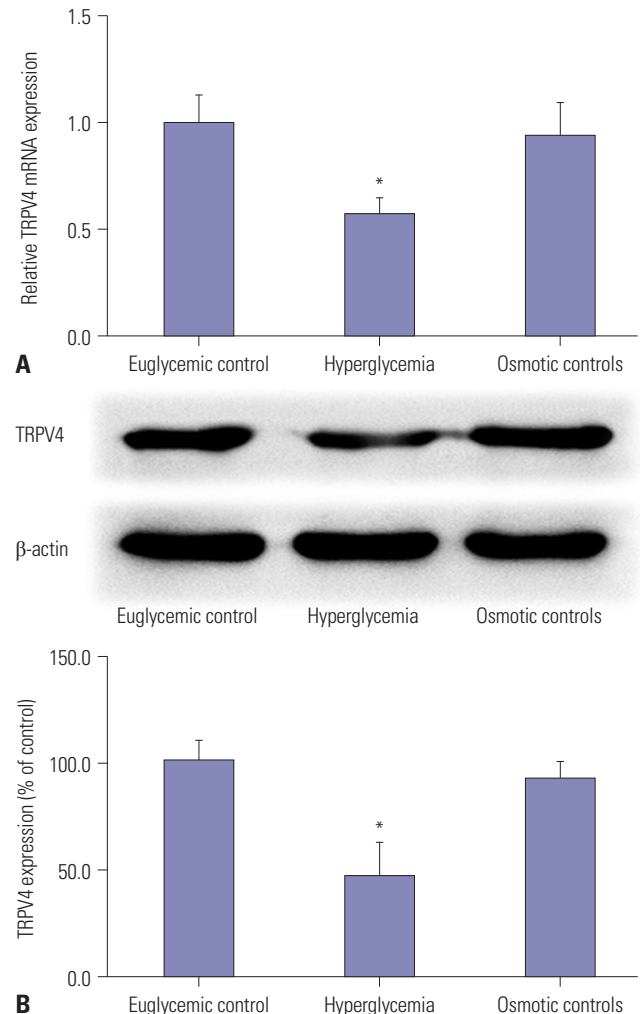 1.5
1.0
0.5
0.0
Relative TRPV4 mRNA expression
*
Euglycemic control Hyperglycemia Osmotic controls
A
TRPV4
β-actin
Euglycemic control Hyperglycemia Osmotic controls
150.0
100.0
50.0
0.0
TRPV4 expression (% of control)
*
Euglycemic control Hyperglycemia Osmotic controls
B